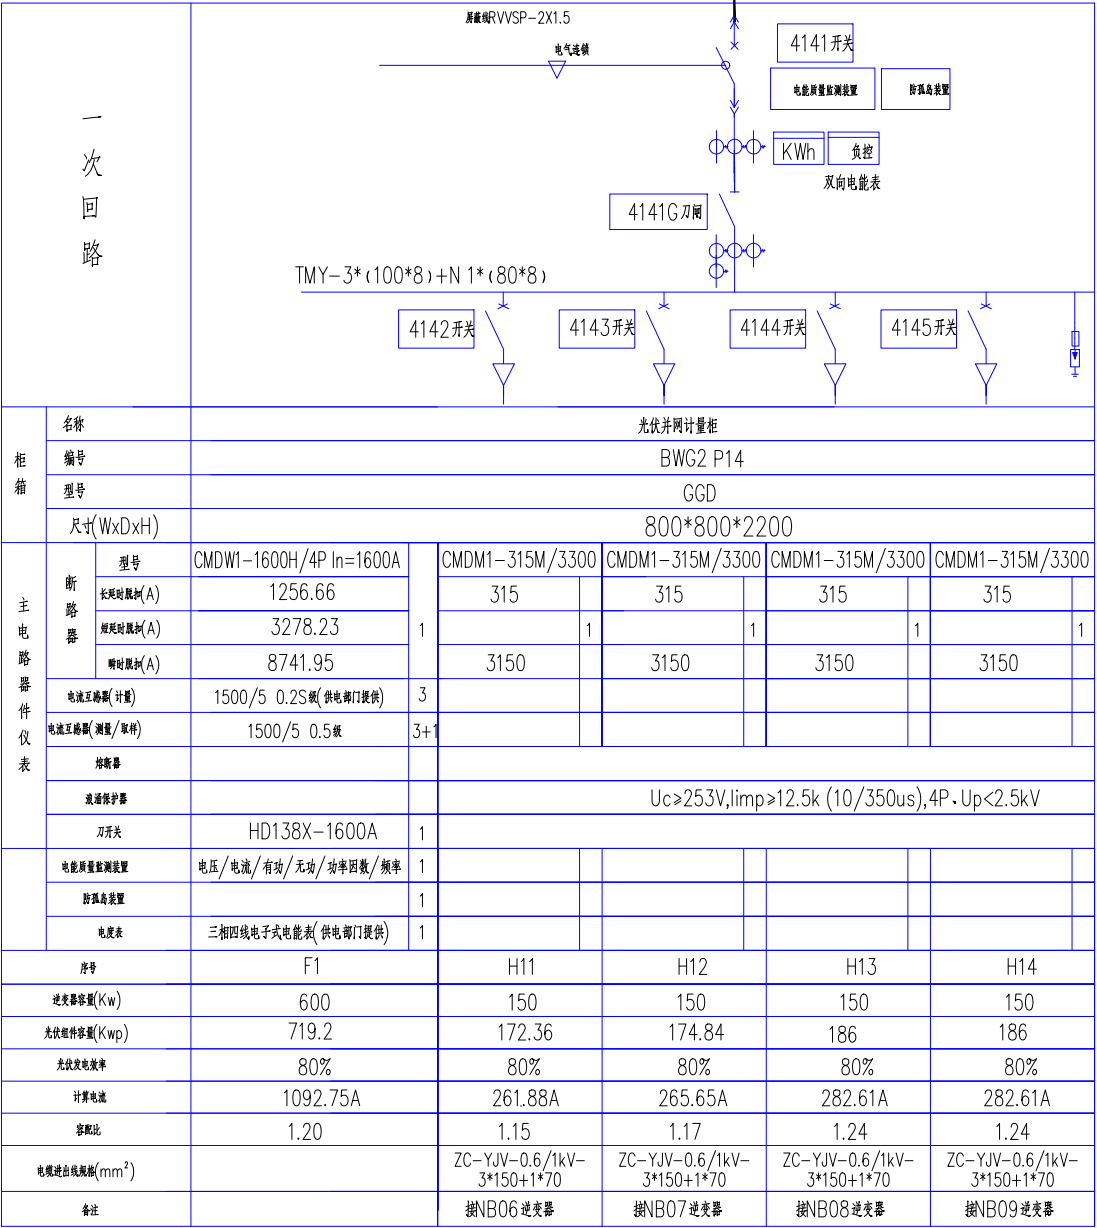 屏蔽线RVVSP-2X1.5
电气连锁
4141开关
电能质量监测装置 防孤岛装置
KWh 负控
双向电能表
一次回路
4141G刀闸
TMY-3*(100*8)+N 1*(80*8)
4142开关 4143开关 4144开关 4145开关
柜箱
名称 光伏并网计量柜
编号 BWG2 P14
型号 GGD
尺寸(WxDxH) 800*800*2200
主电路器件仪表
断路器
型号 CMDW1-1600H/4P In=1600A CMDM1-315M/3300 CMDM1-315M/3300 CMDM1-315M/3300 CMDM1-315M/3300
长延时脱扣(A) 1256.66 315 315 315 315
短延时脱扣(A) 3278.23 1 1 1 1 1
瞬时脱扣(A) 8741.95 3150 3150 3150 3150
电流互感器(计量) 1500/5 0.2S级(供电部门提供) 3
电流互感器(测量/取样) 1500/5 0.5级 3+1
熔断器
浪涌保护器 Uc≥253V,Iimp≥12.5k (10/350us),4P、Up<2.5kV
刀开关 HD138X-1600A 1
电能质量监测装置 电压/电流/有功/无功/功率因数/频率 1
防孤岛装置 1
电度表 三相四线电子式电能表(供电部门提供) 1
序号 F1 H11 H12 H13 H14
逆变器容量(Kw) 600 150 150 150 150
光伏组件容量(Kwp) 719.2 172.36 174.84 186 186
光伏发电效率 80% 80% 80% 80% 80%
计算电流 1092.75A 261.88A 265.65A 282.61A 282.61A
容配比 1.20 1.15 1.17 1.24 1.24
电缆进出线规格(mm²) ZC-YJV-0.6/1kV-3*150+1*70 ZC-YJV-0.6/1kV-3*150+1*70 ZC-YJV-0.6/1kV-3*150+1*70 ZC-YJV-0.6/1kV-3*150+1*70
备注 接NB06逆变器 接NB07逆变器 接NB08逆变器 接NB09逆变器